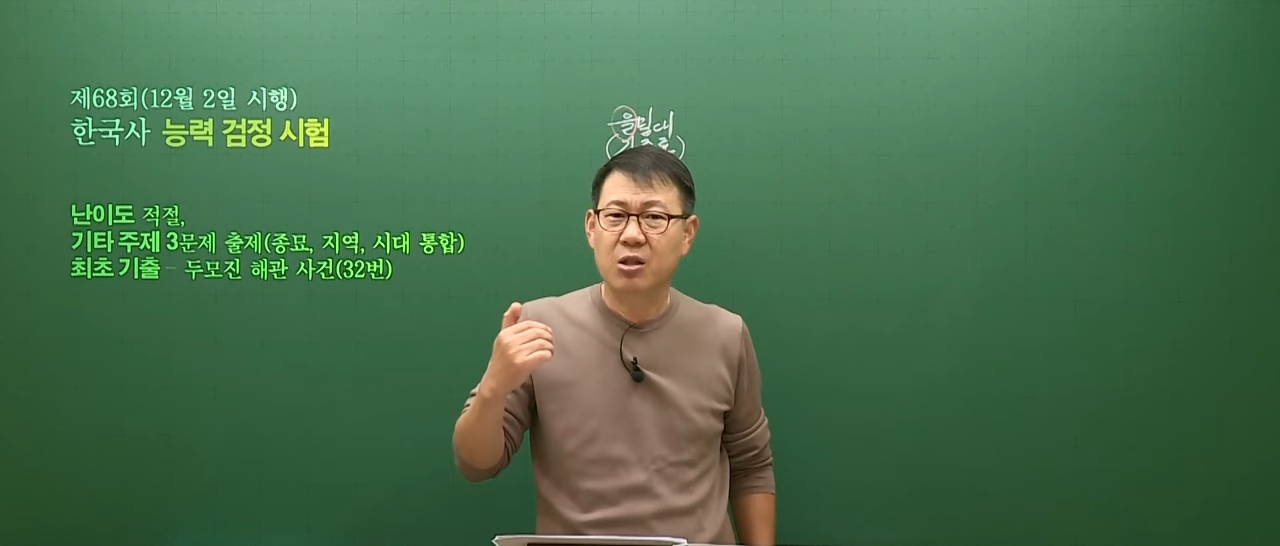 제68회(12월 2일 시행)
한국사 능력 검정 시험
난이도 적절,
기타 주제 3문제 출제(종묘, 지역, 시대 통합)
최초 기출 - 두모진 해관 사건(32번)